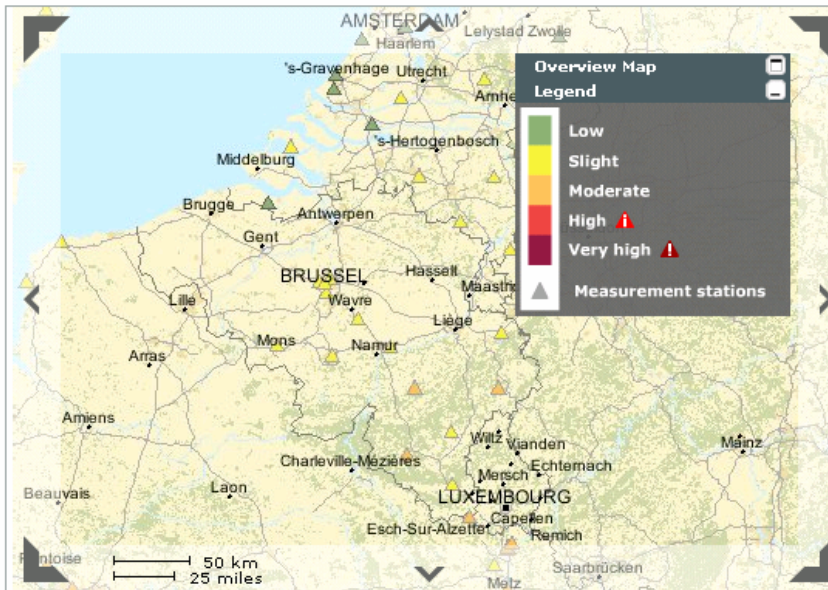 AMSTERDAM
Lelystad Zwolle
Haarlem
's-Gravenhage
Utrecht
Arnhe
's-Hertogenbosch
Middelburg
Brugge
Antwerpen
Gent
BRUSSEL
Hasselt
Maastric
Lille
Wavre
Liège
Mons
Namur
Arras
Amiens
Wiltz
Vianden
Mainz
Charleville-Mézières
Echternach
Mersch
Beauvais
Laon
LUXEMBOURG
Capellen
Esch-Sur-Alzette
Remich
Pontoise
Saarbrücken
Metz
50 km
25 miles
Overview Map
Legend
Low
Slight
Moderate
High
Very high
Measurement stations